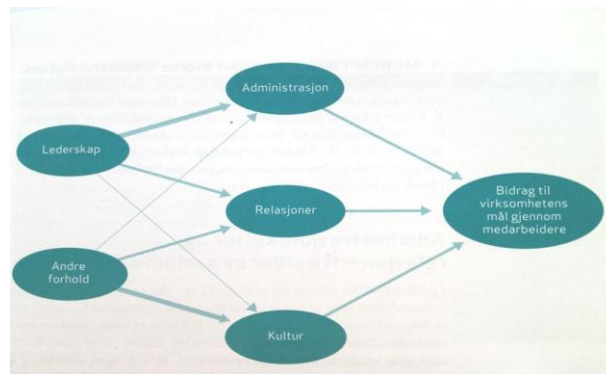 Administrasjon
Lederskap
Relasjoner
Bidrag til
virksomhetens
mål gjennom
medarbeidere
Andre
forhold
Kultur